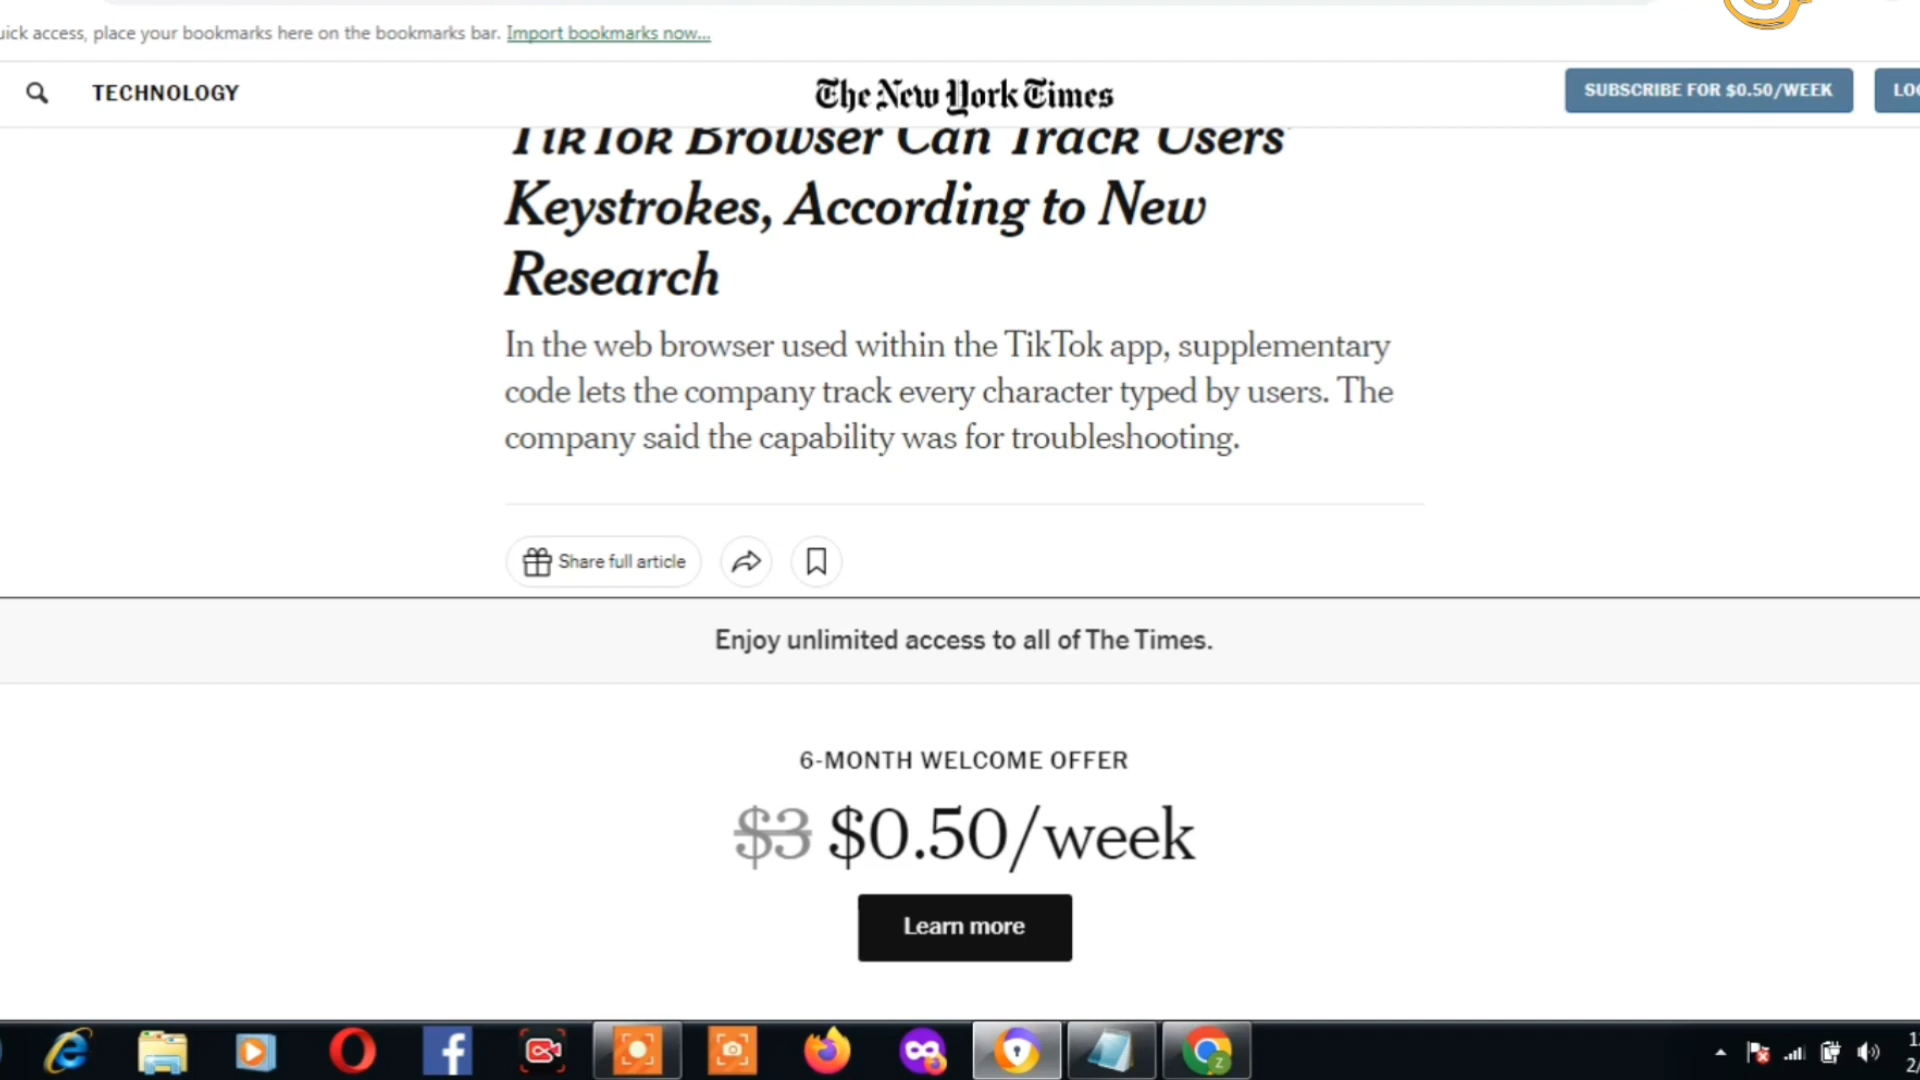 uick access, place your bookmarks here on the bookmarks bar. Import bookmarks now...
TECHNOLOGY
The New York Times
SUBSCRIBE FOR $0.50/WEEK
TikTok Browser Can Track Users'
Keystrokes, According to New
Research
In the web browser used within the TikTok app, supplementary
code lets the company track every character typed by users. The
company said the capability was for troubleshooting.
Share full article
Enjoy unlimited access to all of The Times.
6-MONTH WELCOME OFFER
$3 $0.50/week
Learn more